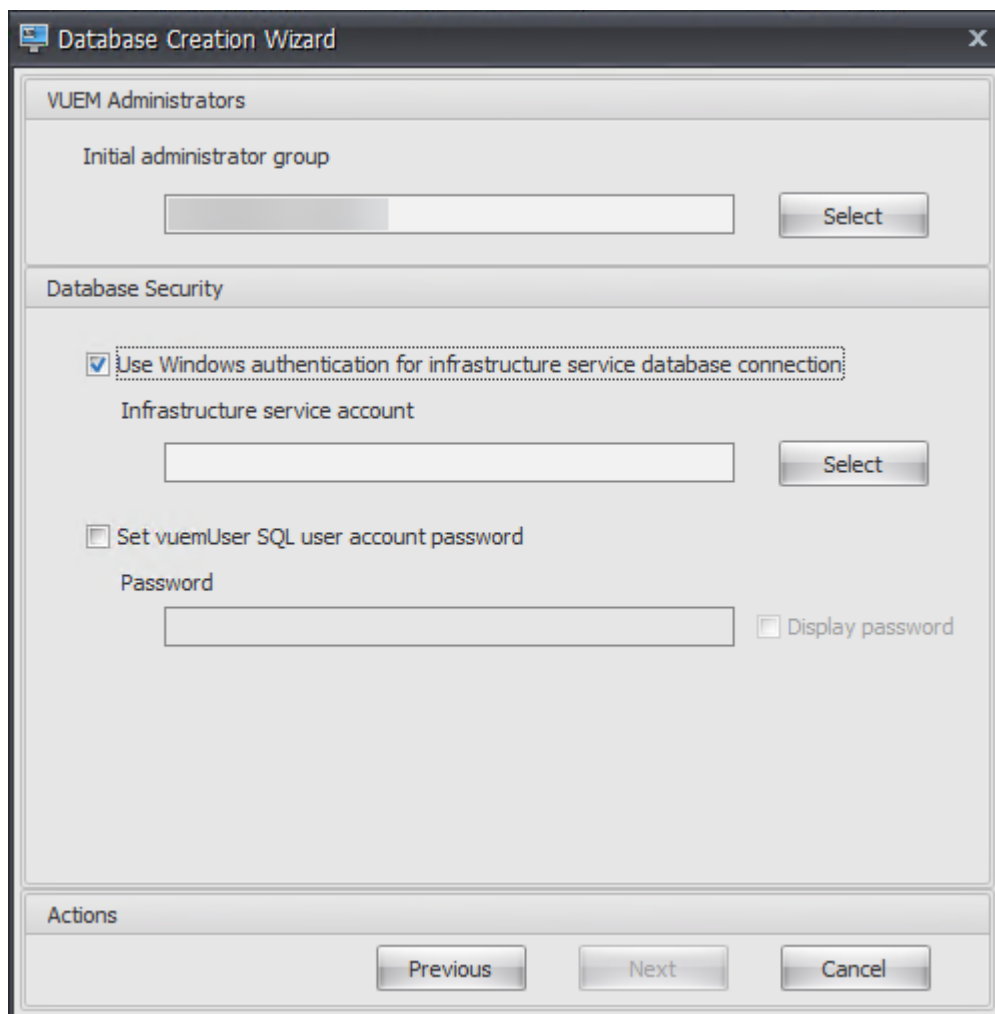 Database Creation Wizard
VUEM Administrators
Initial administrator group
Select
Database Security
Use Windows authentication for infrastructure service database connection
Infrastructure service account
Select
Set vuemUser SQL user account password
Password
Display password
Actions
Previous Next Cancel